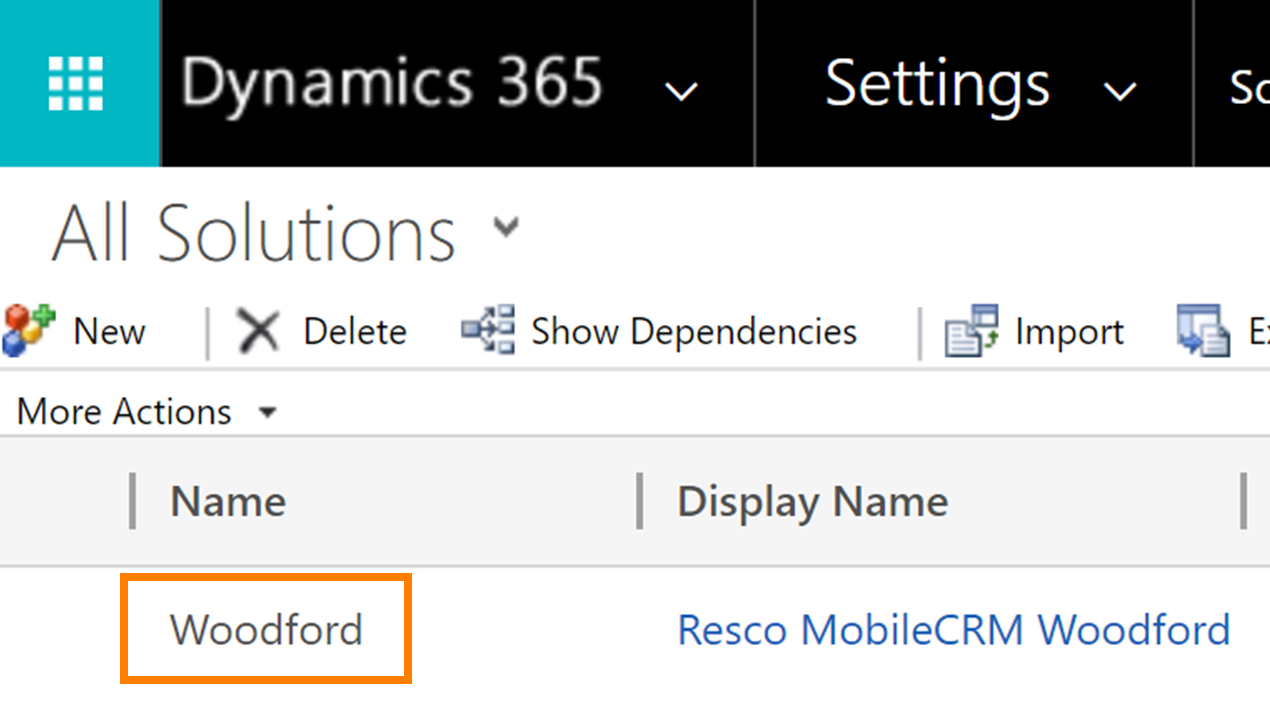 Dynamics 365 Settings
All Solutions
New Delete Show Dependencies Import
More Actions
Name Display Name
Woodford Resco MobileCRM Woodford